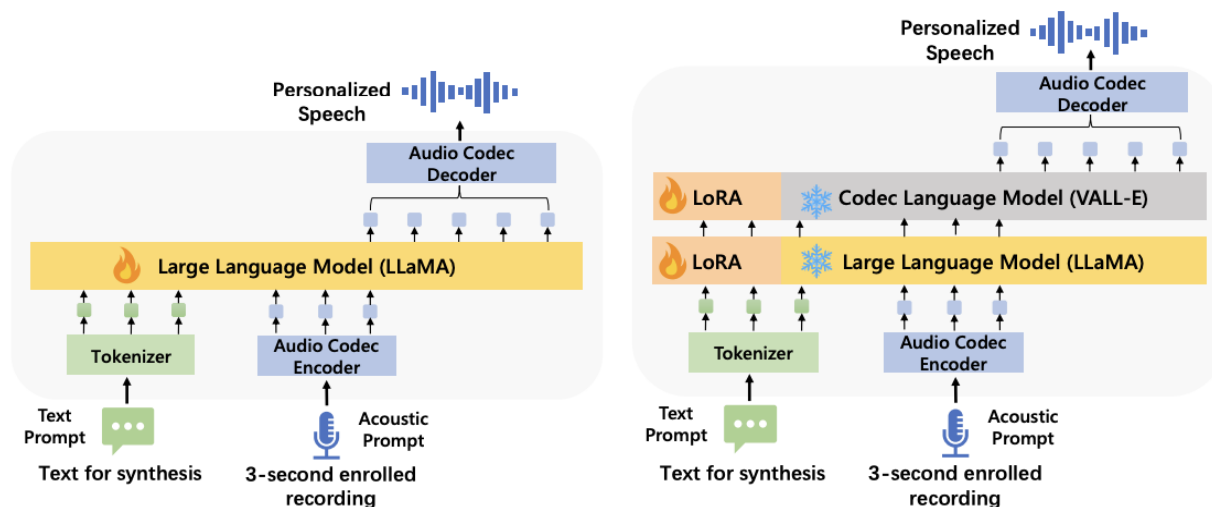 Personalized
Speech
Audio Codec
Decoder
Large Language Model (LLaMA)
Tokenizer
Audio Codec
Encoder
Text
Prompt
Acoustic
Prompt
Text for synthesis
3-second enrolled
recording
Personalized
Speech
Audio Codec
Decoder
LoRA
Codec Language Model (VALL-E)
LoRA
Large Language Model (LLaMA)
Tokenizer
Audio Codec
Encoder
Text
Prompt
Acoustic
Prompt
Text for synthesis
3-second enrolled
recording